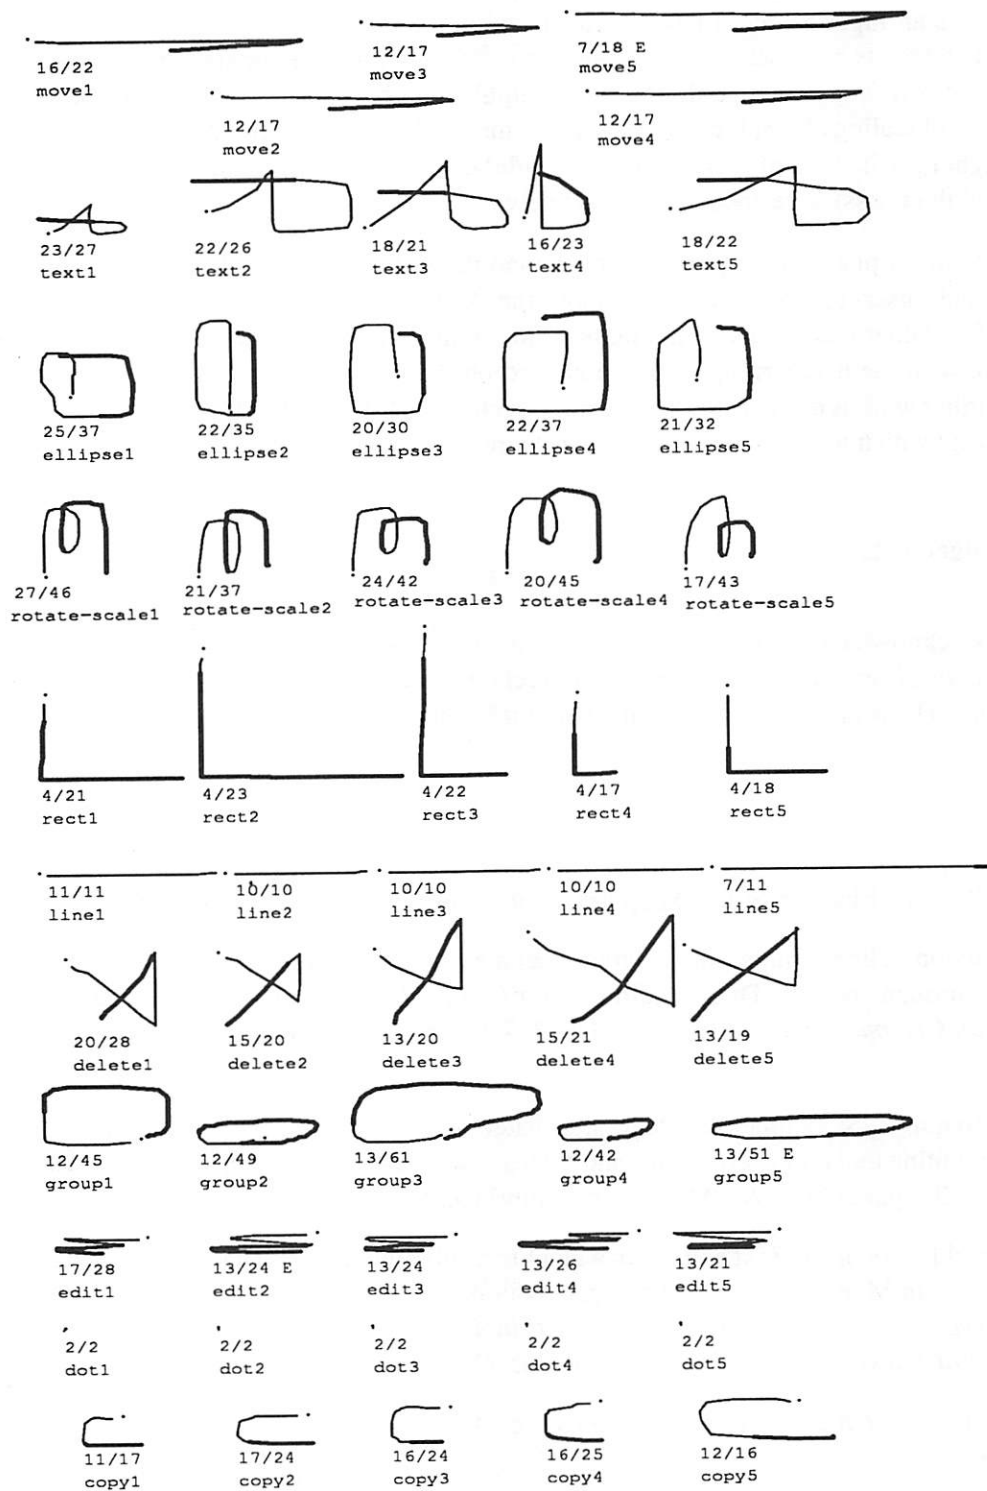 12/17
move3
7/18 E
move5
16/22
move1
12/17
move2
12/17
move4
23/27
text1
22/26
text2
18/21
text3
16/23
text4
18/22
text5
25/37
ellipse1
22/35
ellipse2
20/30
ellipse3
22/37
ellipse4
21/32
ellipse5
27/46
rotate-scale1
21/37
rotate-scale2
24/42
rotate-scale3
20/45
rotate-scale4
17/43
rotate-scale5
4/21
rect1
4/23
rect2
4/22
rect3
4/17
rect4
4/18
rect5
11/11
line1
10/10
line2
10/10
line3
10/10
line4
7/11
line5
20/28
delete1
15/20
delete2
13/20
delete3
15/21
delete4
13/19
delete5
12/45
group1
12/49
group2
13/61
group3
12/42
group4
13/51 E
group5
17/28
edit1
13/24 E
edit2
13/24
edit3
13/26
edit4
13/21
edit5
2/2
dot1
2/2
dot2
2/2
dot3
2/2
dot4
2/2
dot5
11/17
copy1
17/24
copy2
16/24
copy3
16/25
copy4
12/16
copy5